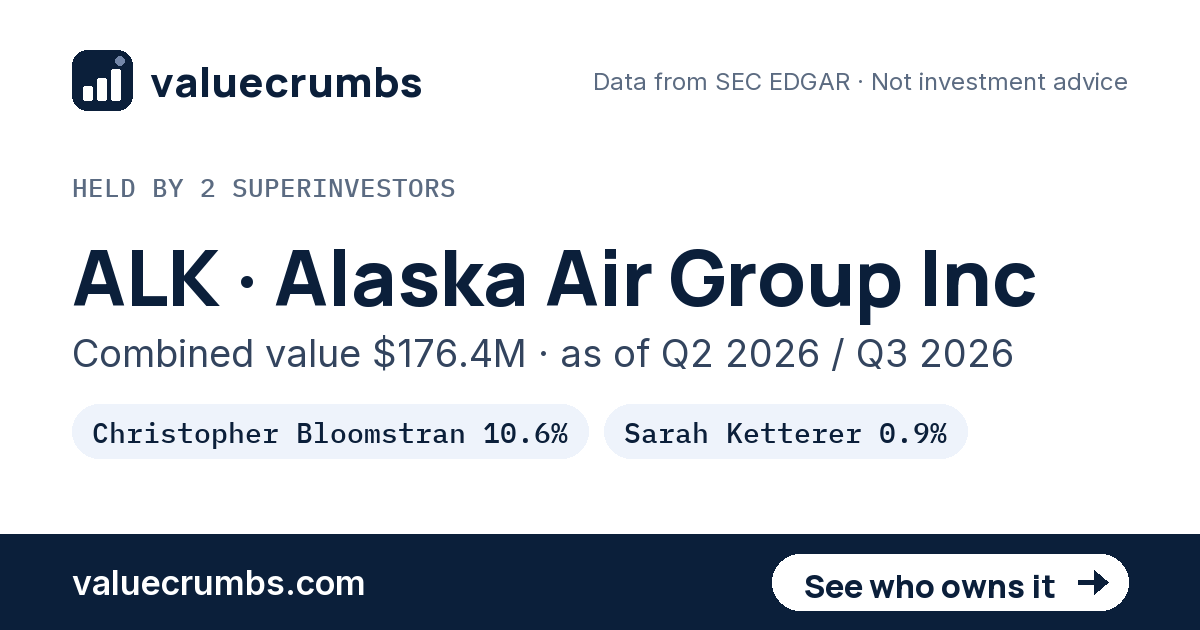 valuecrumbs
Data from SEC EDGAR · Not investment advice
HELD BY 2 SUPERINVESTORS
ALK · Alaska Air Group Inc
Combined value $176.4M · as of Q2 2026 / Q3 2026
Christopher Bloomstran 10.6%
Sarah Ketterer 0.9%
valuecrumbs.com
See who owns it →